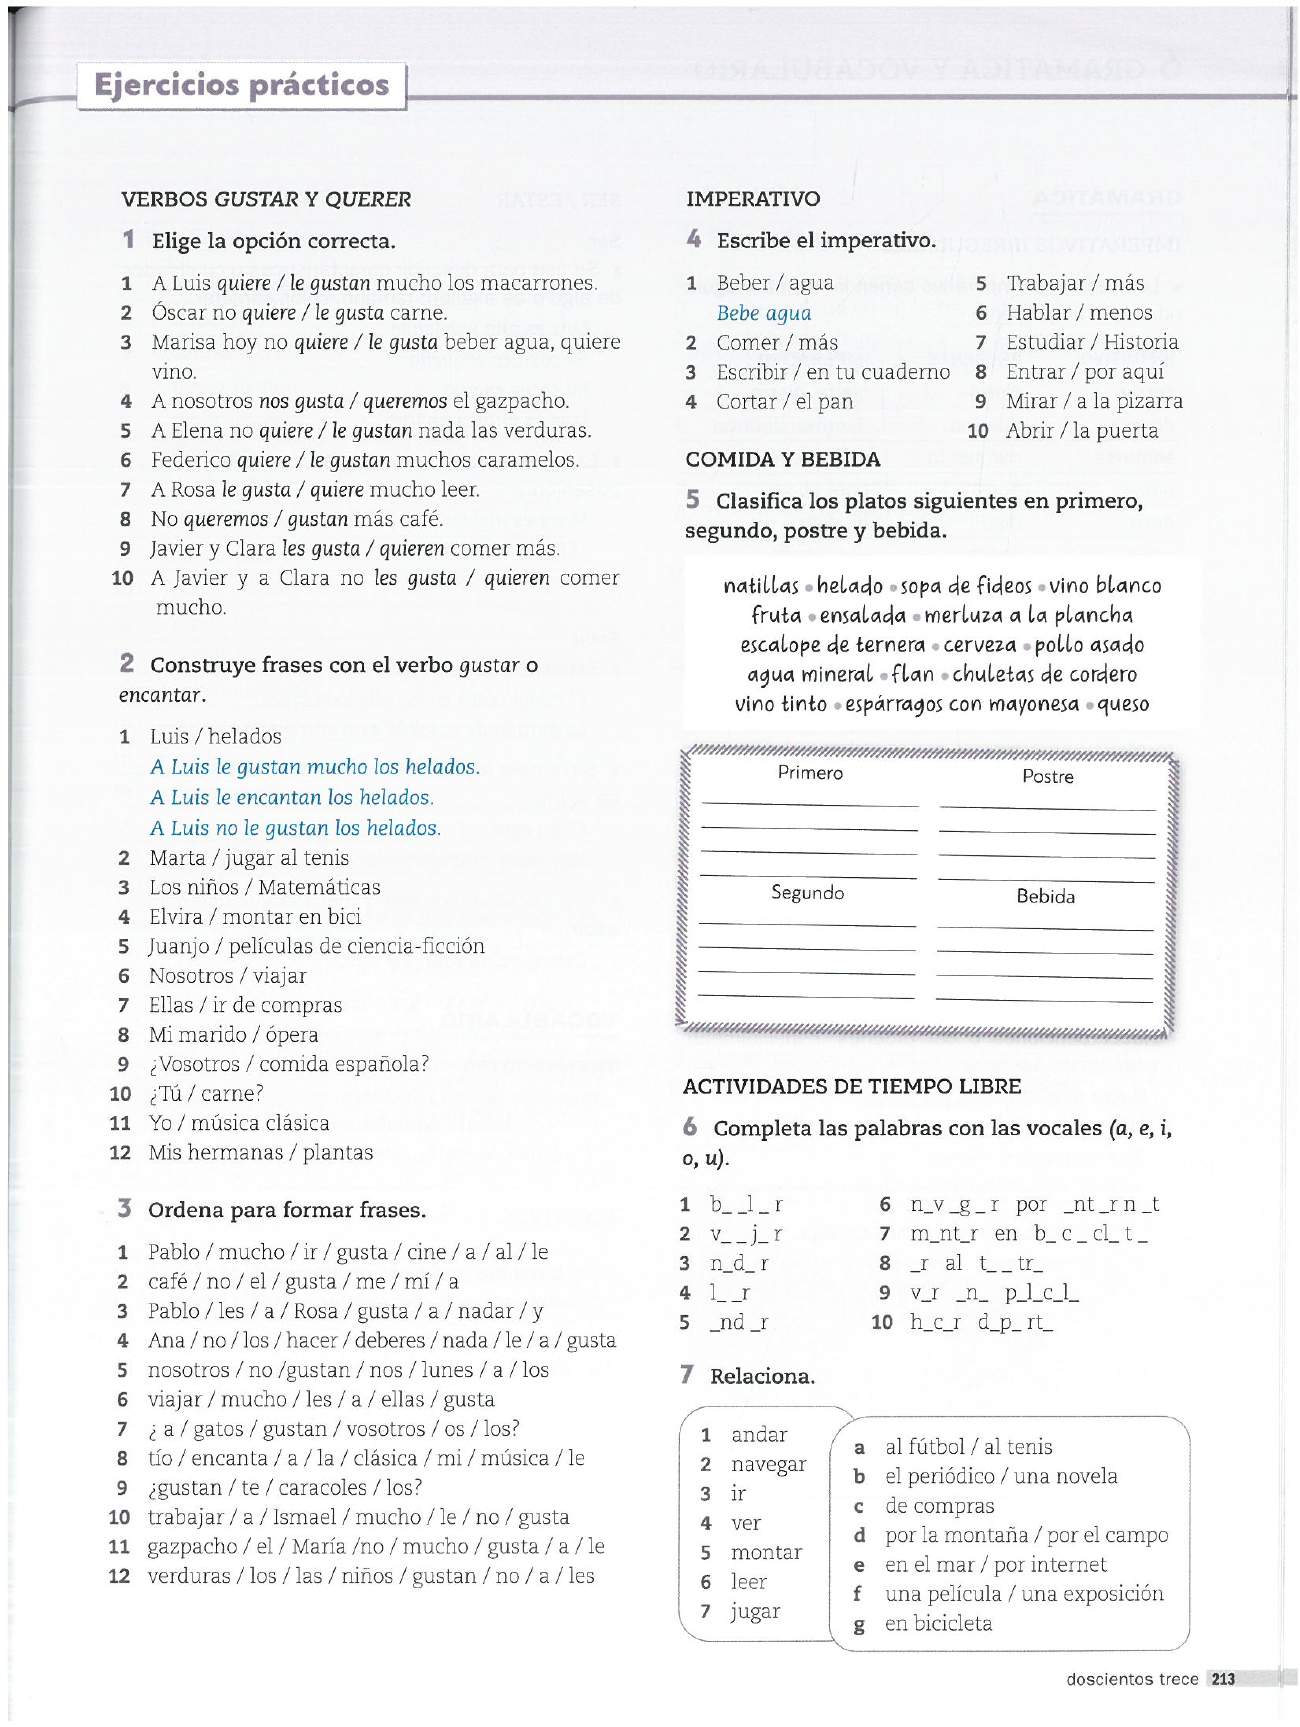 Ejercicios prácticos
VERBOS GUSTAR Y QUERER
1 Elige la opción correcta.
1 A Luis quiere / le gustan mucho los macarrones.
2 Óscar no quiere / le gusta carne.
3 Marisa hoy no quiere / le gusta beber agua, quiere
vino.
4 A nosotros nos gusta / queremos el gazpacho.
5 A Elena no quiere / le gustan nada las verduras.
6 Federico quiere / le gustan muchos caramelos.
7 A Rosa le gusta / quiere mucho leer.
8 No queremos / gustan más café.
9 Javier y Clara les gusta / quieren comer más.
10 A Javier y a Clara no les gusta / quieren comer
mucho.
2 Construye frases con el verbo gustar o
encantar.
1 Luis / helados
A Luis le gustan mucho los helados.
A Luis le encantan los helados.
A Luis no le gustan los helados.
2 Marta / jugar al tenis
3 Los niños / Matemáticas
4 Elvira / montar en bici
5 Juanjo / películas de ciencia-ficción
6 Nosotros / viajar
7 Ellas / ir de compras
8 Mi marido / ópera
9 ¿Vosotros / comida española?
10 ¿Tú / carne?
11 Yo / música clásica
12 Mis hermanas / plantas
3 Ordena para formar frases.
1 Pablo / mucho / ir / gusta / cine / a / al / le
2 café / no / el / gusta / me / mí / a
3 Pablo / les / a / Rosa / gusta / a / nadar / y
4 Ana / no / los / hacer / deberes / nada / le / a / gusta
5 nosotros / no /gustan / nos / lunes / a / los
6 viajar / mucho / les / a / ellas / gusta
7 ¿ a / gatos / gustan / vosotros / os / los?
8 tío / encanta / a / la / clásica / mi / música / le
9 ¿gustan / te / caracoles / los?
10 trabajar / a / Ismael / mucho / le / no / gusta
11 gazpacho / el / María /no / mucho / gusta / a / le
12 verduras / los / las / niños / gustan / no / a / les
IMPERATIVO
4 Escribe el imperativo.
1 Beber / agua
Bebe agua
2 Comer / más
3 Escribir / en tu cuaderno
4 Cortar / el pan
5 Trabajar / más
6 Hablar / menos
7 Estudiar / Historia
8 Entrar / por aquí
9 Mirar / a la pizarra
10 Abrir / la puerta
COMIDA Y BEBIDA
5 Clasifica los platos siguientes en primero,
segundo, postre y bebida.
natillas • helado • sopa de fideos • vino blanco
fruta • ensalada • merluza a la plancha
escalope de ternera • cerveza • pollo asado
agua mineral • flan • chuletas de cordero
vino tinto • espárragos con mayonesa • queso
Primero
Postre
Segundo
Bebida
ACTIVIDADES DE TIEMPO LIBRE
6 Completa las palabras con las vocales (a, e, i,
o, u).
1 b_ _l _ r
2 v_ _ j_ r
3 n_d_ r
4 l_ _r
5 _nd _r
6 n_v _g _ r por _nt _r n _t
7 m_nt_r en b_ c _ cl_ t _
8 _r al t_ _ tr_
9 v_r _n_ p_l_c_l_
10 h_c_r d_p_ rt_
7 Relaciona.
1 andar
2 navegar
3 ir
4 ver
5 montar
6 leer
7 jugar
a al fútbol / al tenis
b el periódico / una novela
c de compras
d por la montaña / por el campo
e en el mar / por internet
f una película / una exposición
g en bicicleta
doscientos trece 213